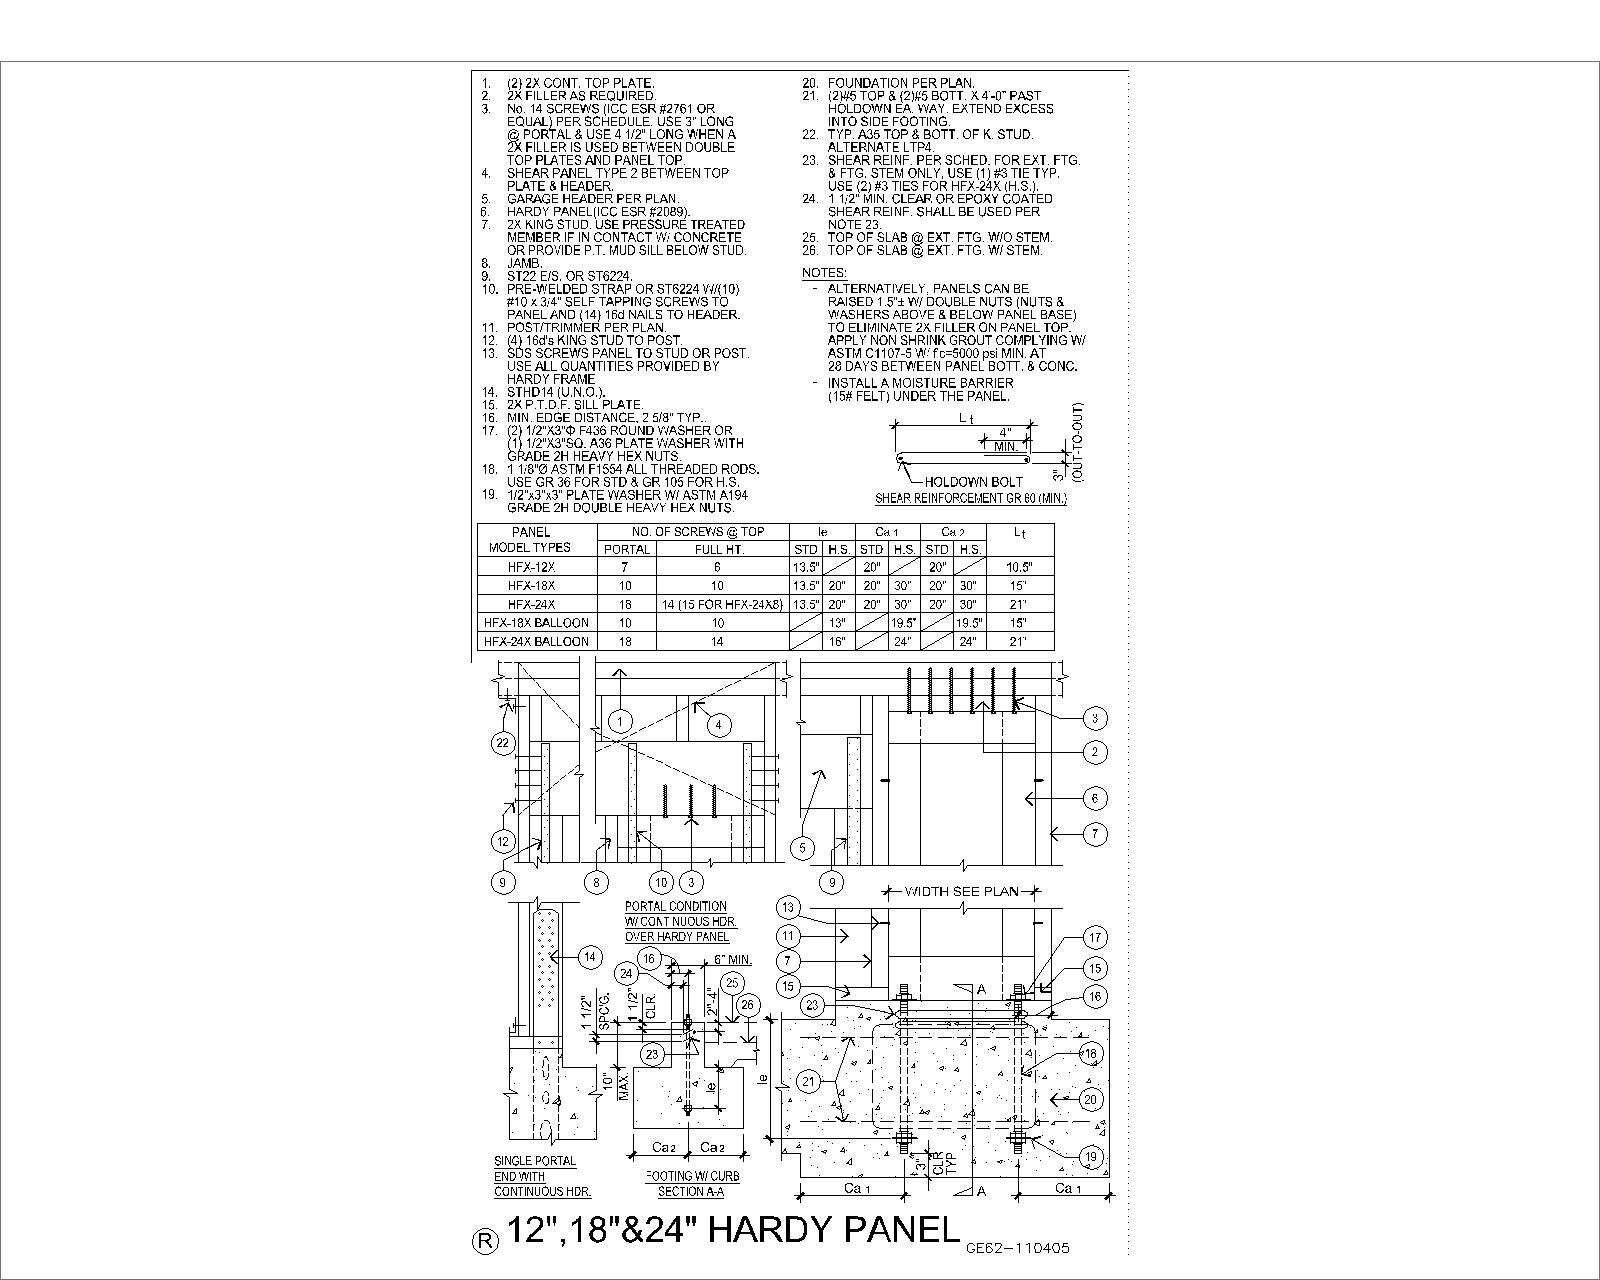 1. (2) 2X CONT. TOP PLATE.
2. 2X FILLER AS REQUIRED.
3. No. 14 SCREWS (ICC ESR #2761 OR
EQUAL) PER SCHEDULE. USE 3" LONG
@ PORTAL & USE 4 1/2" LONG WHEN A
2X FILLER IS USED BETWEEN DOUBLE
TOP PLATES AND PANEL TOP.
4. SHEAR PANEL TYPE 2 BETWEEN TOP
PLATE & HEADER.
5. GARAGE HEADER PER PLAN.
6. HARDY PANEL(ICC ESR #2089).
7. 2X KING STUD. USE PRESSURE TREATED
MEMBER IF IN CONTACT W/ CONCRETE
OR PROVIDE P.T. MUD SILL BELOW STUD.
8. JAMB.
9. ST22 E/S. OR ST6224.
10. PRE-WELDED STRAP OR ST6224 W/(10)
#10 x 3/4" SELF TAPPING SCREWS TO
PANEL AND (14) 16d NAILS TO HEADER.
11. POST/TRIMMER PER PLAN.
12. (4) 16d's KING STUD TO POST.
13. SDS SCREWS PANEL TO STUD OR POST.
USE ALL QUANTITIES PROVIDED BY
HARDY FRAME
14. STHD14 (U.N.O.).
15. 2X P.T.D.F. SILL PLATE.
16. MIN. EDGE DISTANCE, 2 5/8" TYP..
17. (2) 1/2"X3"Φ F436 ROUND WASHER OR
(1) 1/2"X3"SQ. A36 PLATE WASHER WITH
GRADE 2H HEAVY HEX NUTS.
18. 1 1/8"Ø ASTM F1554 ALL THREADED RODS.
USE GR 36 FOR STD & GR 105 FOR H.S.
19. 1/2"x3"x3" PLATE WASHER W/ ASTM A194
GRADE 2H DOUBLE HEAVY HEX NUTS.
20. FOUNDATION PER PLAN.
21. (2)#5 TOP & (2)#5 BOTT. X 4'-0" PAST
HOLDOWN EA. WAY. EXTEND EXCESS
INTO SIDE FOOTING.
22. TYP. A35 TOP & BOTT. OF K. STUD.
ALTERNATE LTP4.
23. SHEAR REINF. PER SCHED. FOR EXT. FTG.
& FTG. STEM ONLY, USE (1) #3 TIE TYP.
USE (2) #3 TIES FOR HFX-24X (H.S.).
24. 1 1/2" MIN. CLEAR OR EPOXY COATED
SHEAR REINF. SHALL BE USED PER
NOTE 23.
25. TOP OF SLAB @ EXT. FTG. W/O STEM.
26. TOP OF SLAB @ EXT. FTG. W/ STEM.
NOTES:
- ALTERNATIVELY, PANELS CAN BE
RAISED 1.5"± W/ DOUBLE NUTS (NUTS &
WASHERS ABOVE & BELOW PANEL BASE)
TO ELIMINATE 2X FILLER ON PANEL TOP.
APPLY NON SHRINK GROUT COMPLYING W/
ASTM C1107-5 W/ f'c=5000 psi MIN. AT
28 DAYS BETWEEN PANEL BOTT. & CONC.
- INSTALL A MOISTURE BARRIER
(15# FELT) UNDER THE PANEL.
Lt
4"
MIN.
3"
(OUT-TO-OUT)
HOLDOWN BOLT
SHEAR REINFORCEMENT GR 60 (MIN.)
PANEL MODEL TYPES NO. OF SCREWS @ TOP le Ca 1 Ca 2 Lt
PORTAL FULL HT. STD H.S. STD H.S. STD H.S.
HFX-12X 7 6 13.5" 20" 20" 10.5"
HFX-18X 10 10 13.5" 20" 20" 30" 20" 30" 15"
HFX-24X 18 14 (15 FOR HFX-24X8) 13.5" 20" 20" 30" 20" 30" 21"
HFX-18X BALLOON 10 10 13" 19.5" 19.5" 15"
HFX-24X BALLOON 18 14 16" 24" 24" 21"
1
4
3
22
2
6
12
7
5
9
8
10
3
9
WIDTH SEE PLAN
PORTAL CONDITION
W/ CONTINUOUS HDR.
OVER HARDY PANEL
13
11
7
15
23
17
15
16
14
16
6" MIN.
24
25
26
1 1/2"
SPC'G.
1 1/2"
CLR.
2"-4"
23
10"
MAX.
le
le
A
18
21
20
19
3"
CLR
TYP
A
Ca2 Ca2
Ca 1 Ca 1
SINGLE PORTAL
END WITH
CONTINUOUS HDR.
FOOTING W/ CURB
SECTION A-A
R 12",18"&24" HARDY PANEL
GE62-110405